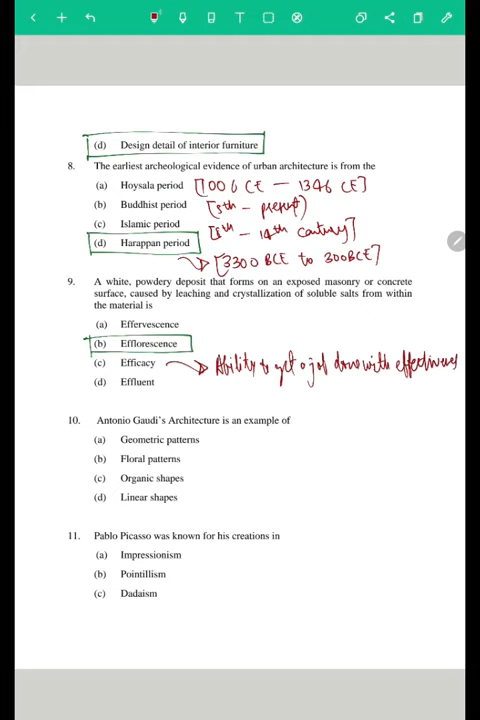 (d) Design detail of interior furniture
8. The earliest archeological evidence of urban architecture is from the
(a) Hoysala period [1006 CE - 1346 CE]
(b) Buddhist period [5th - present]
(c) Islamic period [8th - 14th century]
(d) Harappan period
[3300 BCE to 300BCE]
9. A white, powdery deposit that forms on an exposed masonry or concrete
surface, caused by leaching and crystallization of soluble salts from within
the material is
(a) Effervescence
(b) Efflorescence
(c) Efficacy Ability to get a job done with effectiveness
(d) Effluent
10. Antonio Gaudi's Architecture is an example of
(a) Geometric patterns
(b) Floral patterns
(c) Organic shapes
(d) Linear shapes
11. Pablo Picasso was known for his creations in
(a) Impressionism
(b) Pointillism
(c) Dadaism